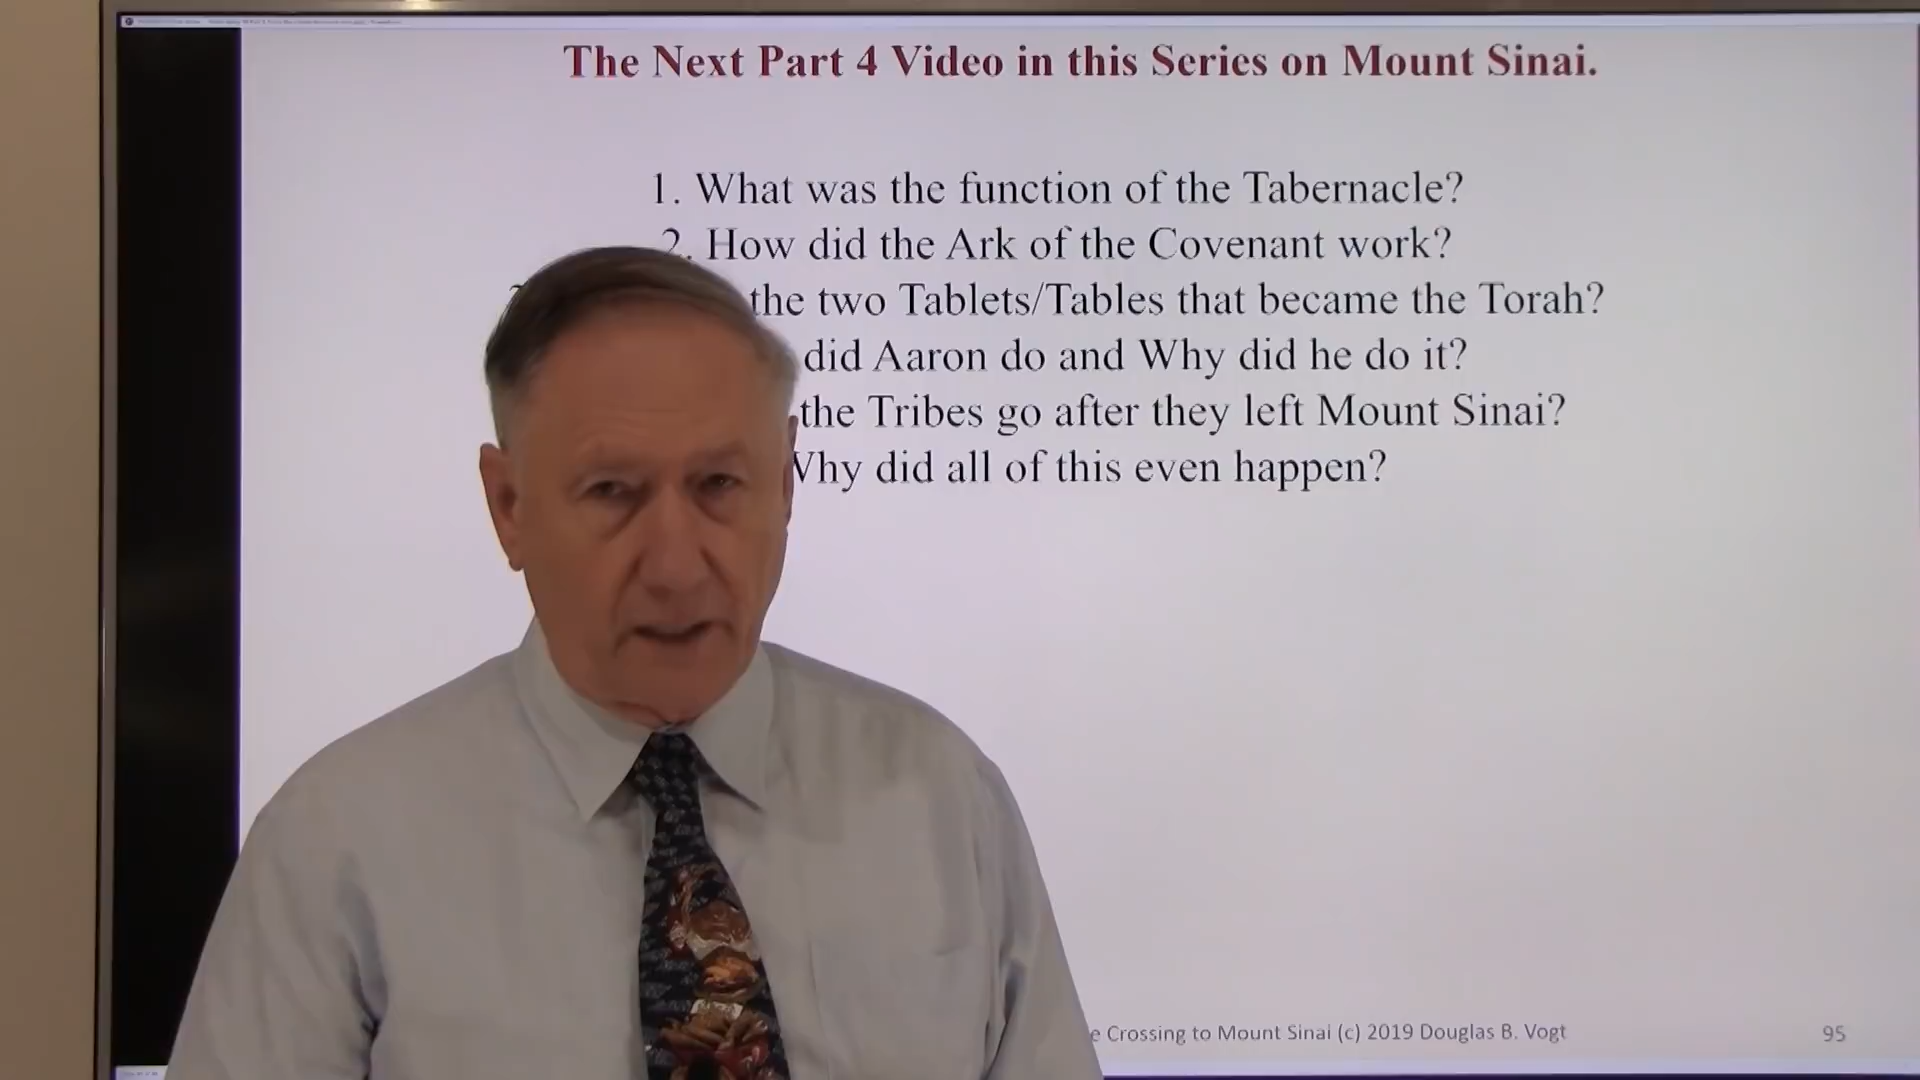 The Next Part 4 Video in this Series on Mount Sinai.
1. What was the function of the Tabernacle?
2. How did the Ark of the Covenant work?
the two Tablets/Tables that became the Torah?
did Aaron do and Why did he do it?
the Tribes go after they left Mount Sinai?
Why did all of this even happen?
Crossing to Mount Sinai (c) 2019 Douglas B. Vogt
95